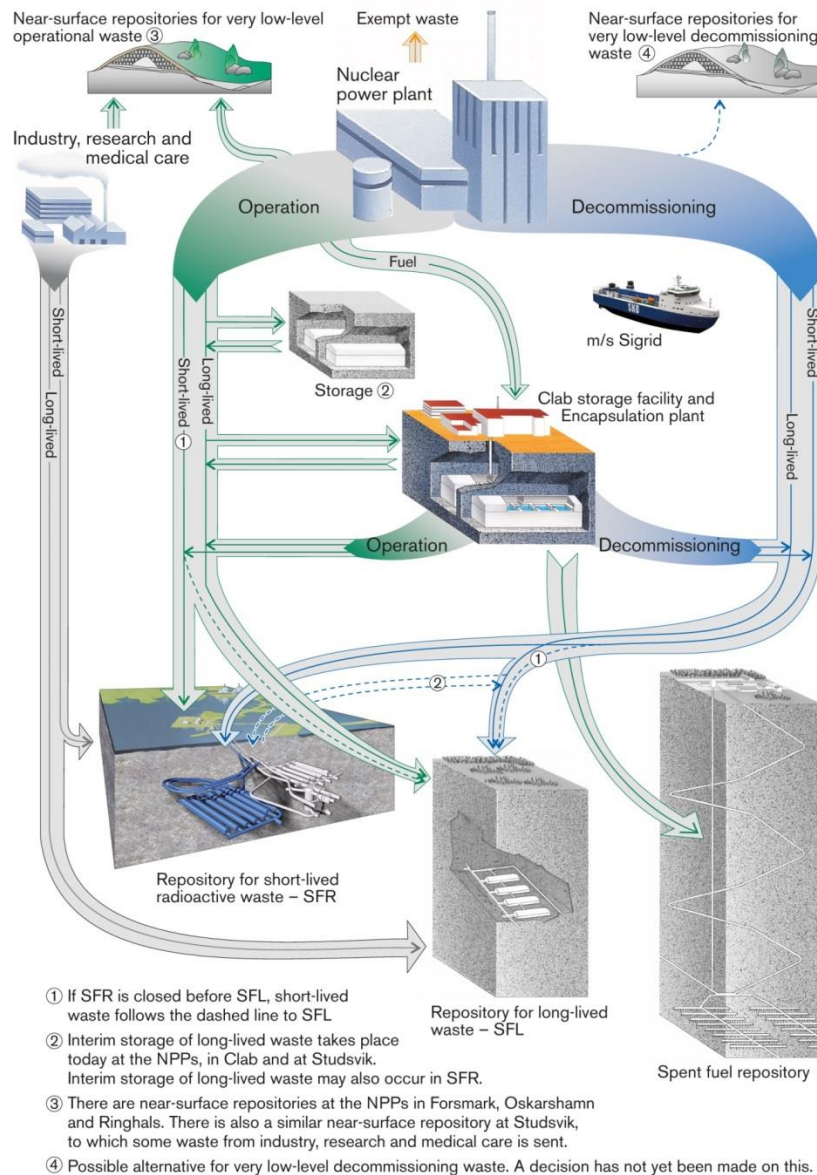 Near-surface repositories for very low-level
operational waste ③
Exempt waste
Near-surface repositories for
very low-level decommissioning
waste ④
Nuclear
power plant
Industry, research and
medical care
Operation
Decommissioning
Fuel
SKB
m/s Sigrid
Short-lived
Long-lived
Short-lived
Long-lived
①
Storage ②
Clab storage facility and
Encapsulation plant
Short-lived
Long-lived
Operation
Decommissioning
①
②
Repository for short-lived
radioactive waste – SFR
Repository for long-lived
waste – SFL
Spent fuel repository
① If SFR is closed before SFL, short-lived
waste follows the dashed line to SFL
② Interim storage of long-lived waste takes place
today at the NPPs, in Clab and at Studsvik.
Interim storage of long-lived waste may also occur in SFR.
③ There are near-surface repositories at the NPPs in Forsmark, Oskarshamn
and Ringhals. There is also a similar near-surface repository at Studsvik,
to which some waste from industry, research and medical care is sent.
④ Possible alternative for very low-level decommissioning waste. A decision has not yet been made on this.